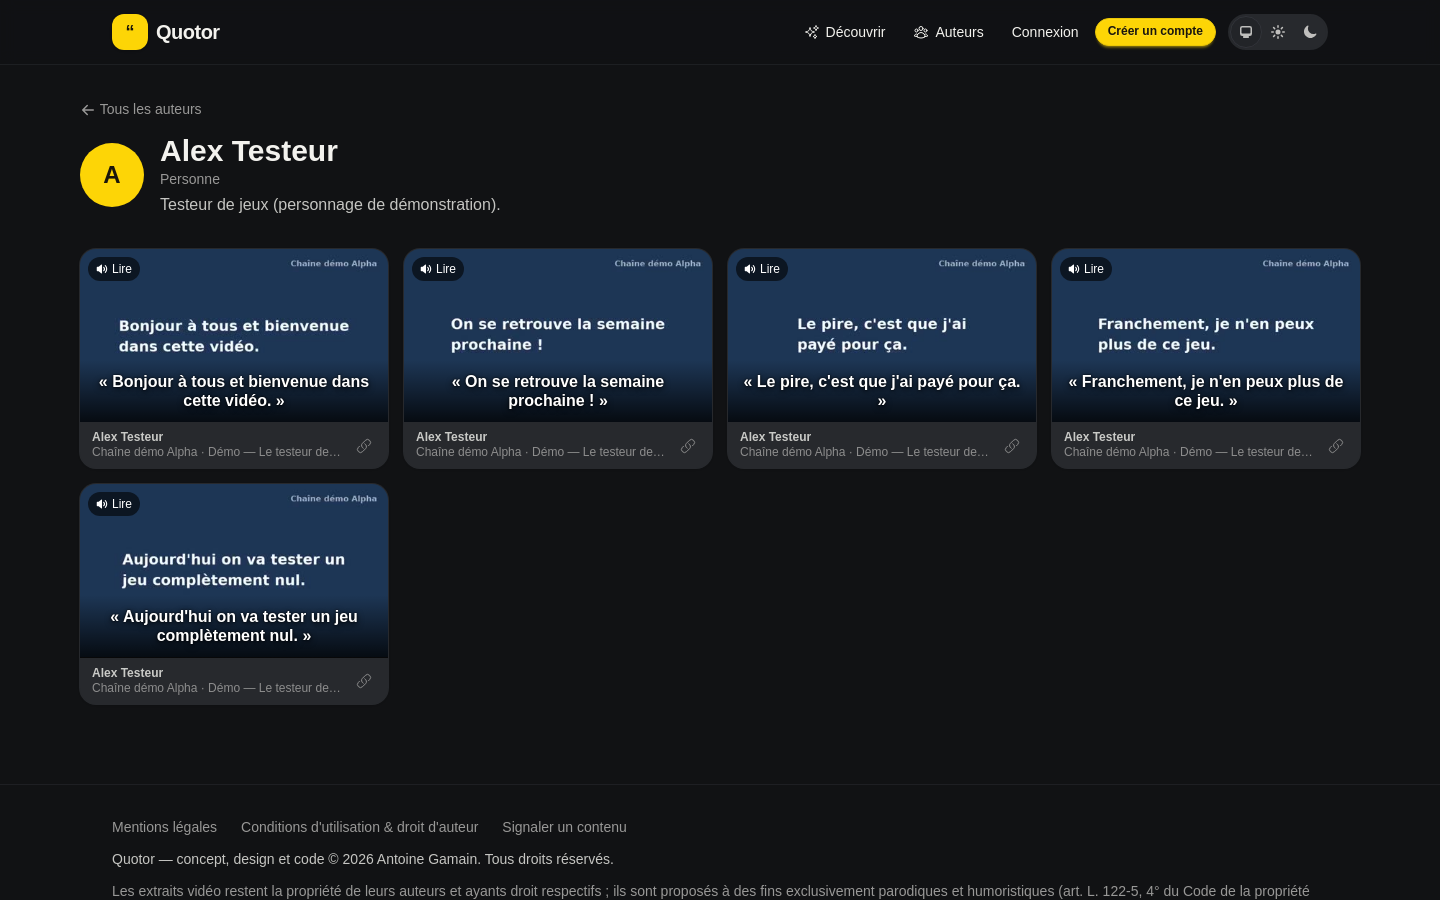 “ Quotor
Découvrir
Auteurs
Connexion
Créer un compte
← Tous les auteurs
A
Alex Testeur
Personne
Testeur de jeux (personnage de démonstration).
Lire
Chaîne démo Alpha
Bonjour à tous et bienvenue
dans cette vidéo.
« Bonjour à tous et bienvenue dans
cette vidéo. »
Alex Testeur
Chaîne démo Alpha · Démo — Le testeur de…
Lire
Chaîne démo Alpha
On se retrouve la semaine
prochaine !
« On se retrouve la semaine
prochaine ! »
Alex Testeur
Chaîne démo Alpha · Démo — Le testeur de…
Lire
Chaîne démo Alpha
Le pire, c'est que j'ai
payé pour ça.
« Le pire, c'est que j'ai payé pour ça.
»
Alex Testeur
Chaîne démo Alpha · Démo — Le testeur de…
Lire
Chaîne démo Alpha
Franchement, je n'en peux
plus de ce jeu.
« Franchement, je n'en peux plus de
ce jeu. »
Alex Testeur
Chaîne démo Alpha · Démo — Le testeur de…
Lire
Chaîne démo Alpha
Aujourd'hui on va tester un
jeu complètement nul.
« Aujourd'hui on va tester un jeu
complètement nul. »
Alex Testeur
Chaîne démo Alpha · Démo — Le testeur de…
Mentions légales
Conditions d'utilisation & droit d'auteur
Signaler un contenu
Quotor — concept, design et code © 2026 Antoine Gamain. Tous droits réservés.
Les extraits vidéo restent la propriété de leurs auteurs et ayants droit respectifs ; ils sont proposés à des fins exclusivement parodiques et humoristiques (art. L. 122-5, 4° du Code de la propriété